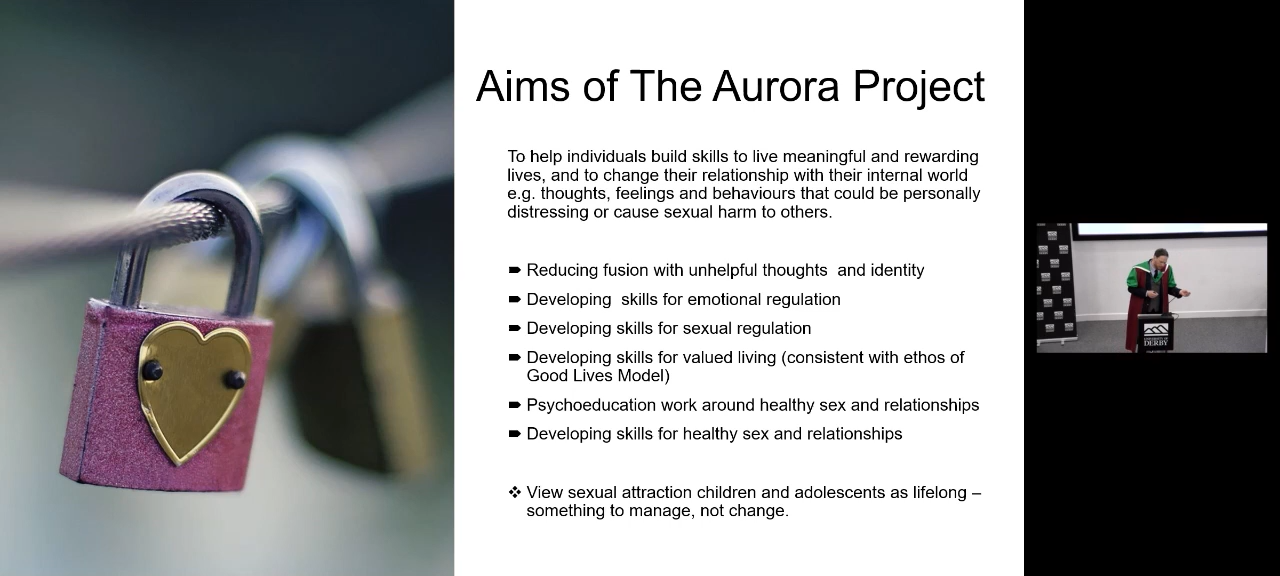 Aims of The Aurora Project
To help individuals build skills to live meaningful and rewarding
lives, and to change their relationship with their internal world
e.g. thoughts, feelings and behaviours that could be personally
distressing or cause sexual harm to others.
Reducing fusion with unhelpful thoughts  and identity
Developing  skills for emotional regulation
Developing skills for sexual regulation
Developing skills for valued living (consistent with ethos of
Good Lives Model)
Psychoeducation work around healthy sex and relationships
Developing skills for healthy sex and relationships
View sexual attraction children and adolescents as lifelong –
something to manage, not change.
UNIVERSITY OF
DERBY